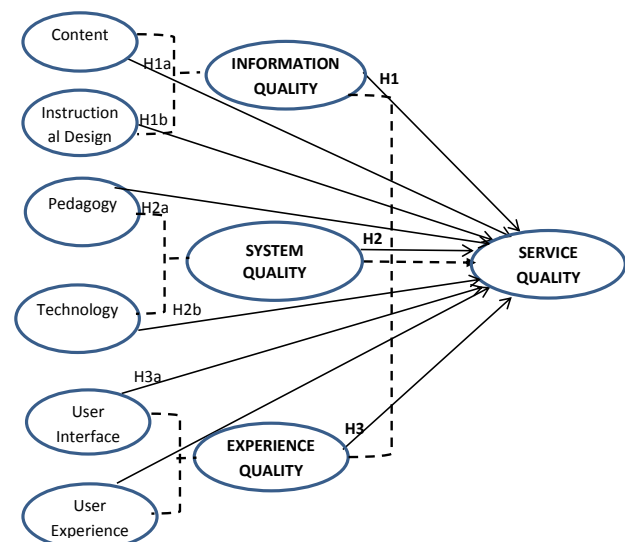 Content
H1a
INFORMATION
QUALITY
H1
Instruction
al Design
H1b
Pedagogy
H2a
SYSTEM
QUALITY
H2
SERVICE
QUALITY
Technology
H2b
H3a
User
Interface
EXPERIENCE
QUALITY
H3
User
Experience